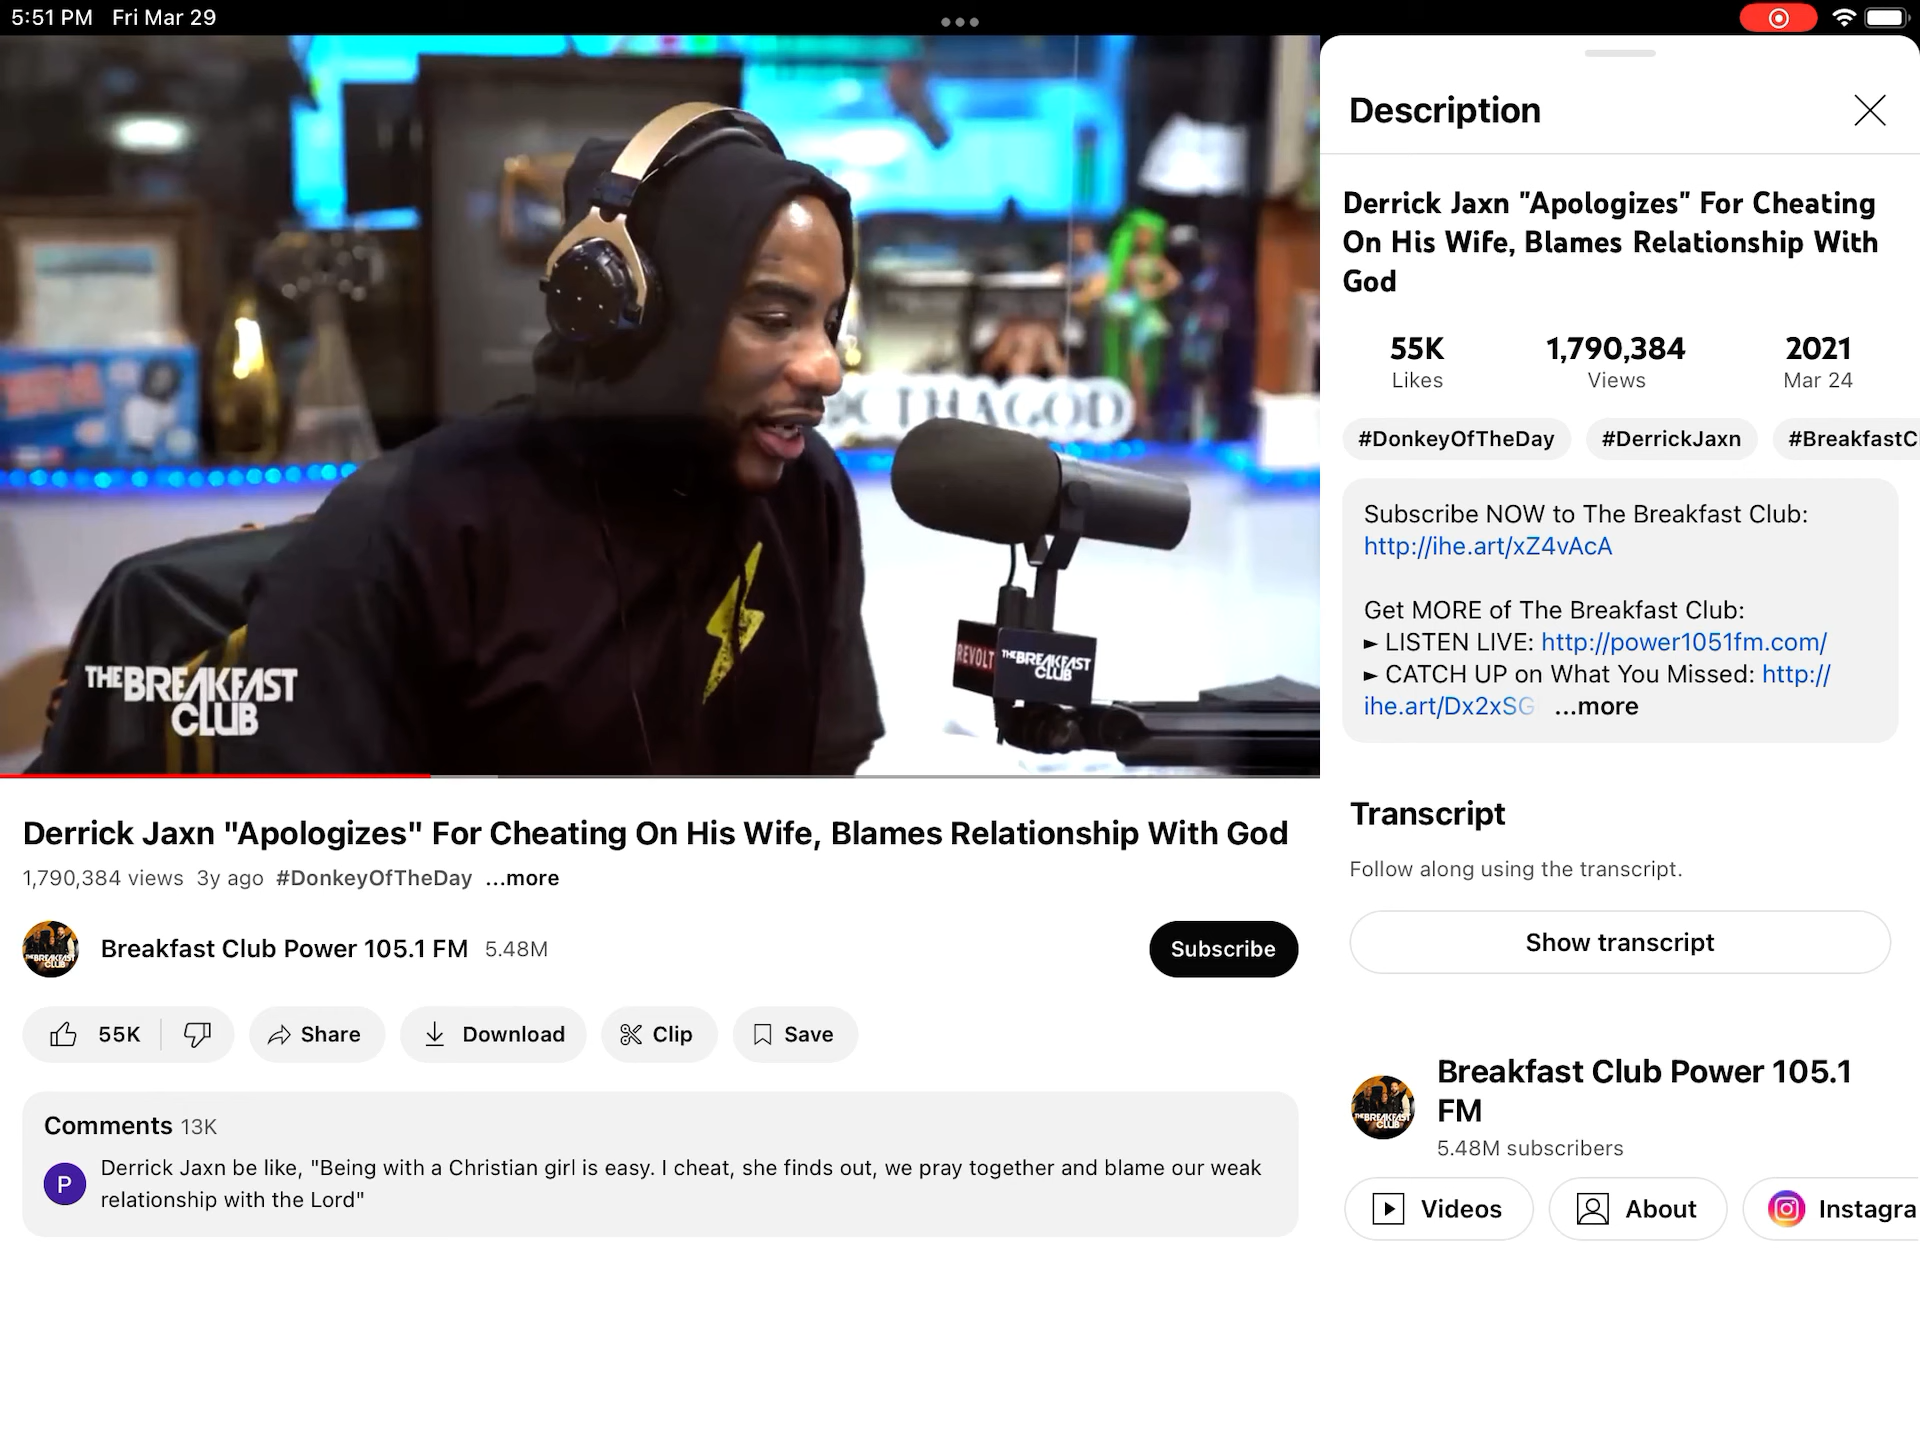 5:51 PM Fri Mar 29
THE BREAKFAST
CLUB
REVOLT
THE BREAKFAST
CLUB
Derrick Jaxn "Apologizes" For Cheating On His Wife, Blames Relationship With God
1,790,384 views 3y ago #DonkeyOfTheDay ...more
Breakfast Club Power 105.1 FM 5.48M
Subscribe
55K
Share
Download
Clip
Save
Comments 13K
P
Derrick Jaxn be like, "Being with a Christian girl is easy. I cheat, she finds out, we pray together and blame our weak
relationship with the Lord"
Description
Derrick Jaxn "Apologizes" For Cheating
On His Wife, Blames Relationship With
God
55K 1,790,384 2021
Likes Views Mar 24
#DonkeyOfTheDay #DerrickJaxn #BreakfastC
Subscribe NOW to The Breakfast Club:
http://ihe.art/xZ4vAcA
Get MORE of The Breakfast Club:
► LISTEN LIVE: http://power1051fm.com/
► CATCH UP on What You Missed: http://
ihe.art/Dx2xSG ...more
Transcript
Follow along using the transcript.
Show transcript
Breakfast Club Power 105.1
FM
5.48M subscribers
Videos About Instagra